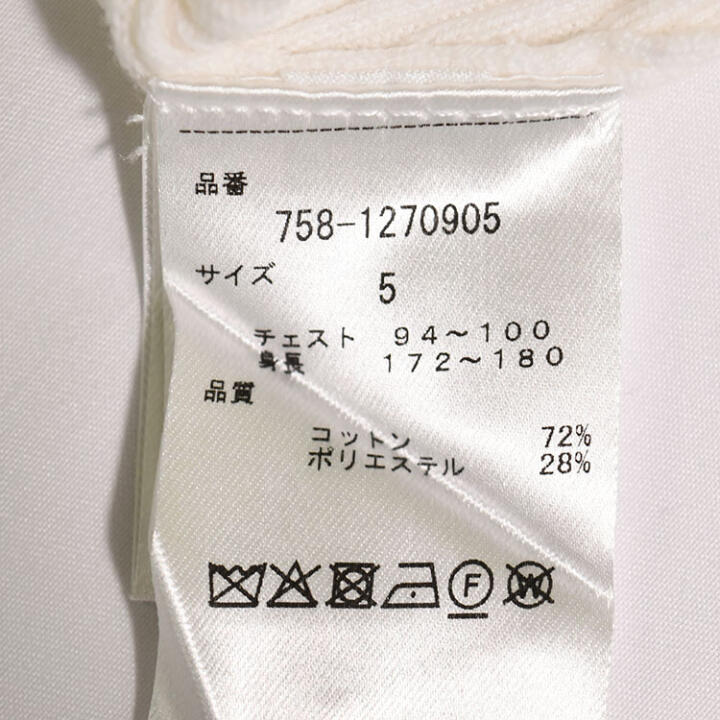 品番
758-1270905
サイズ
5
チェスト 94～100
身長 172～180
品質
コットン 72%
ポリエステル 28%
F W